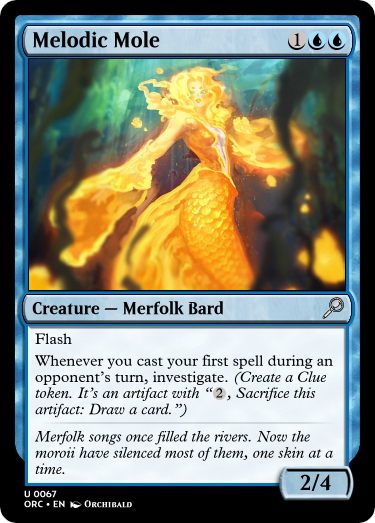 Melodic Mole 1
Creature — Merfolk Bard
Flash
Whenever you cast your first spell during an
opponent's turn, investigate. (Create a Clue
token. It's an artifact with “2, Sacrifice this
artifact: Draw a card.”)
Merfolk songs once filled the rivers. Now the
moroii have silenced most of them, one skin at a
time.
2/4
U 0067
ORC • EN Orchibald